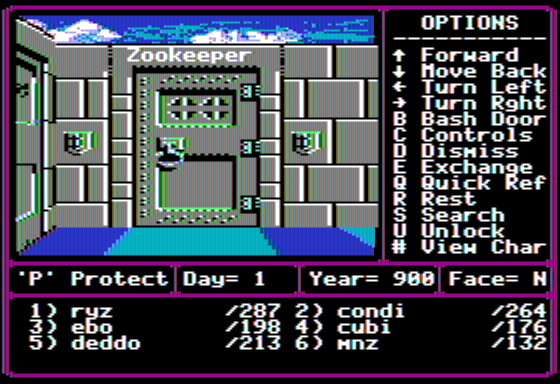 Zookeeper
OPTIONS
↑ Forward
↓ Move Back
← Turn Left
→ Turn Rght
B Bash Door
C Controls
D Dismiss
E Exchange
Q Quick Ref
R Rest
S Search
U Unlock
# View Char
'P' Protect Day= 1 Year= 900 Face= N
1) ryz /287 2) condi /264
3) ebo /198 4) cubi /176
5) deddo /213 6) mnz /132